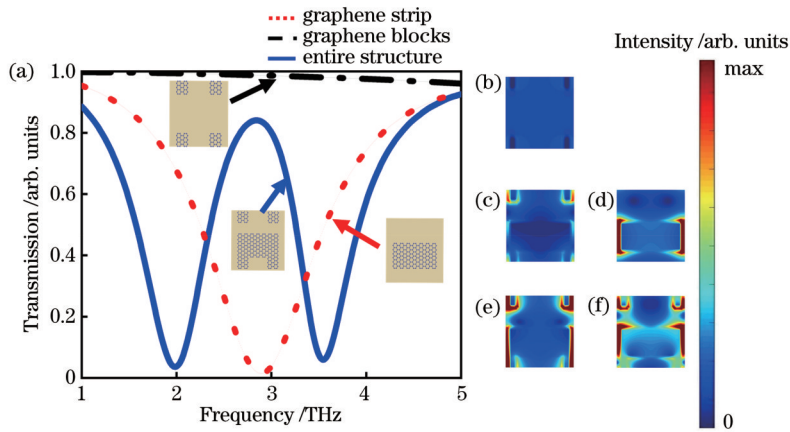 graphene strip
graphene blocks
entire structure
Intensity /arb. units
(a)
1.0
0.8
0.6
0.4
0.2
0
Transmission /arb. units
1
2
3
4
5
Frequency /THz
(b)
(c)
(d)
(e)
(f)
max
0